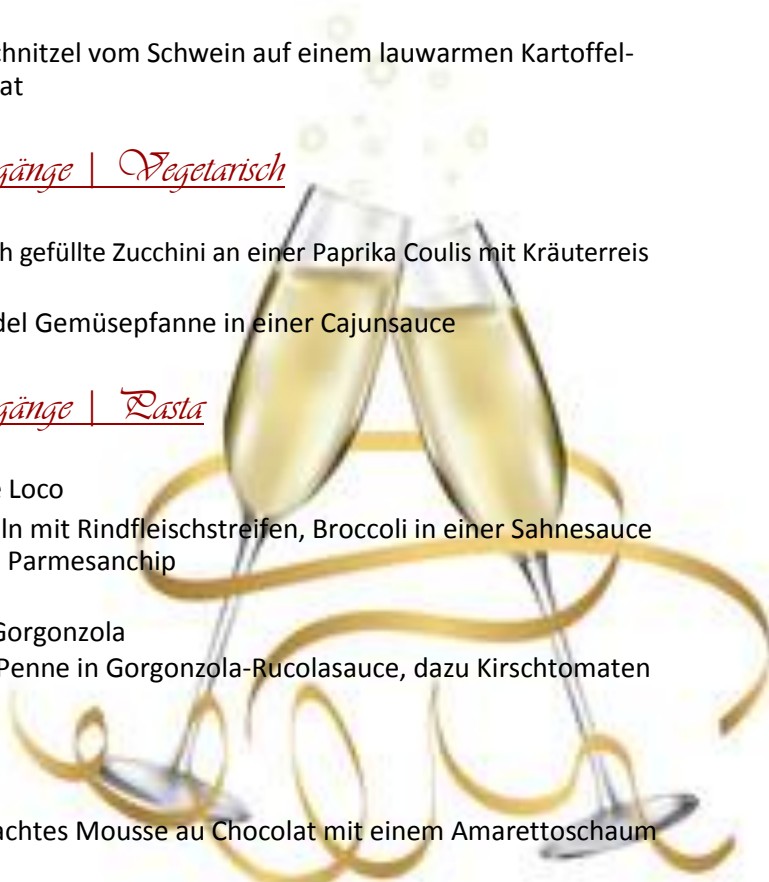 chnitzel vom Schwein auf einem lauwarmen Kartoffel-
at
gänge | Vegetarisch
h gefüllte Zucchini an einer Paprika Coulis mit Kräuterreis
del Gemüsepfanne in einer Cajunsauce
gänge | Pasta
e Loco
ln mit Rindfleischstreifen, Broccoli in einer Sahnesauce
Parmesanchip
Gorgonzola
Penne in Gorgonzola-Rucolasauce, dazu Kirschtomaten
achtes Mousse au Chocolat mit einem Amarettoschaum